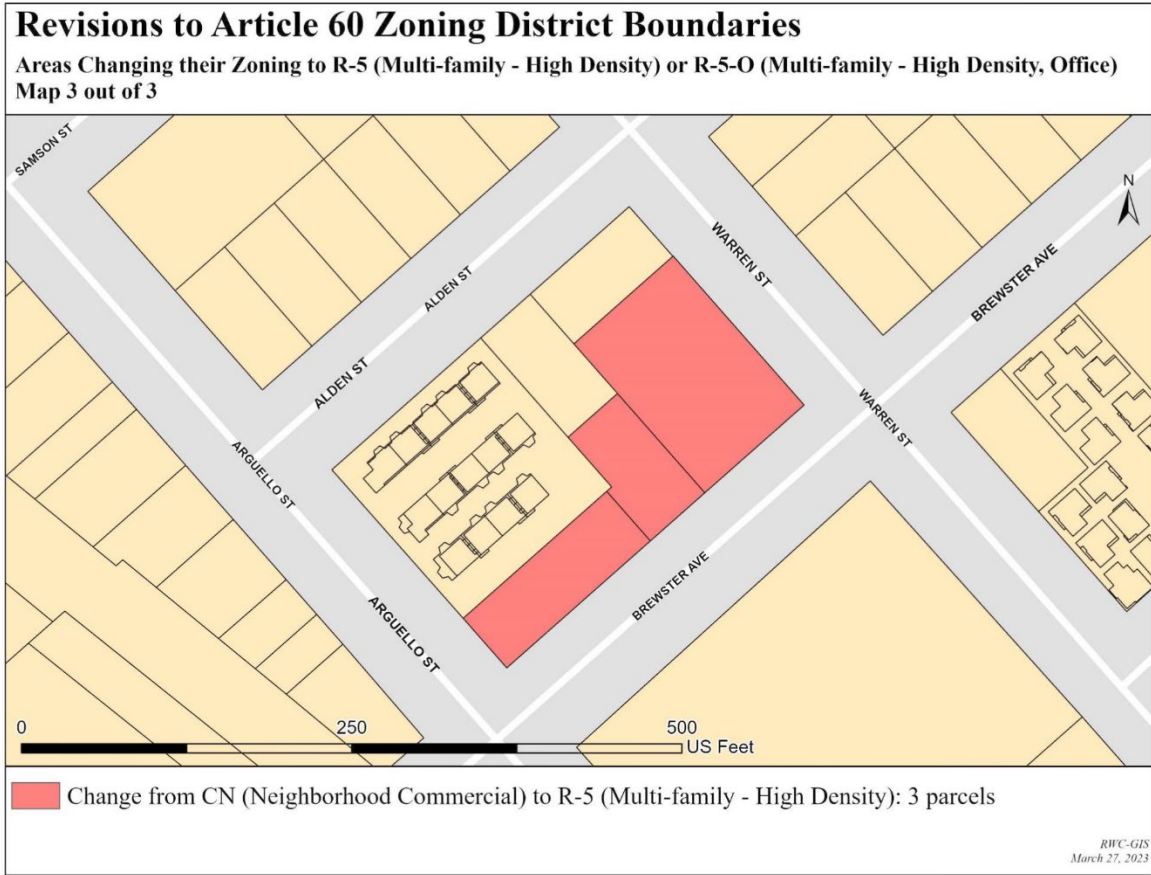 Revisions to Article 60 Zoning District Boundaries
Areas Changing their Zoning to R-5 (Multi-family - High Density) or R-5-O (Multi-family - High Density, Office)
Map 3 out of 3
SAMSON ST
N
WARREN ST
BREWSTER AVE
ALDEN ST
ALDEN ST
WARREN ST
ARGUELLO ST
BREWSTER AVE
ARGUELLO ST
0 250 500
US Feet
Change from CN (Neighborhood Commercial) to R-5 (Multi-family - High Density): 3 parcels
RWC-GIS
March 27, 2023